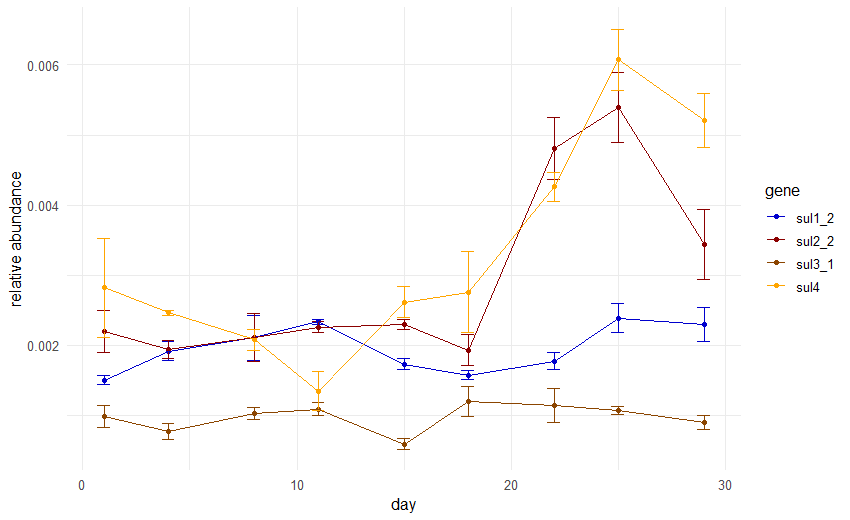 relative abundance
0.006
0.004
0.002
0
10
20
30
day
gene
sul1_2
sul2_2
sul3_1
sul4